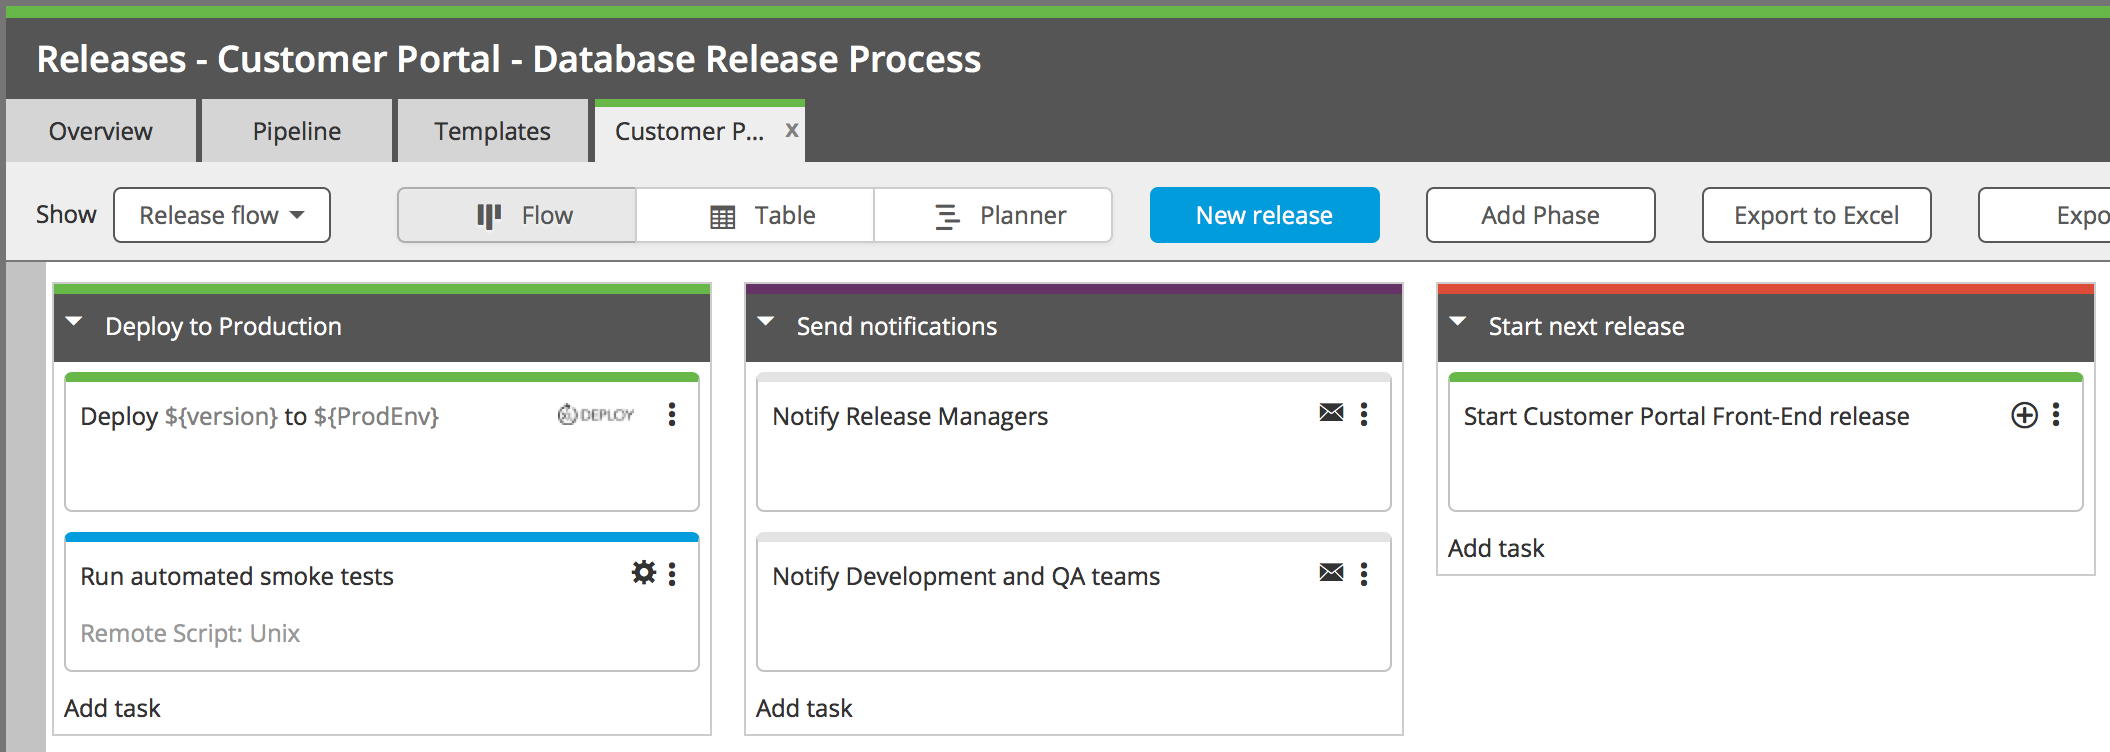 Releases - Customer Portal - Database Release Process
Overview
Pipeline
Templates
Customer P... x
Show
Release flow
Flow
Table
Planner
New release
Add Phase
Export to Excel
Expo
Deploy to Production
Deploy ${version} to ${ProdEnv}
DEPLOY
Run automated smoke tests
Remote Script: Unix
Add task
Send notifications
Notify Release Managers
Notify Development and QA teams
Add task
Start next release
Start Customer Portal Front-End release
Add task